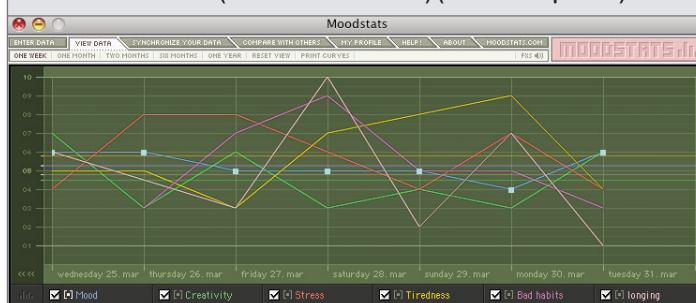 Moodstats
ENTER DATA VIEW DATA SYNCHRONIZE YOUR DATA COMPARE WITH OTHERS MY PROFILE HELP! ABOUT MOODSTATS.COM
ONE WEEK ONE MONTH TWO MONTHS SIX MONTHS ONE YEAR RESET VIEW PRINT CURVES
MOODSTATS
10
09
08
07
06
05
04
03
02
01
<< wednesday 25. mar thursday 26. mar friday 27. mar saturday 28. mar sunday 29. mar monday 30. mar tuesday 31. mar
Mood Creativity Stress Tiredness Bad habits longing